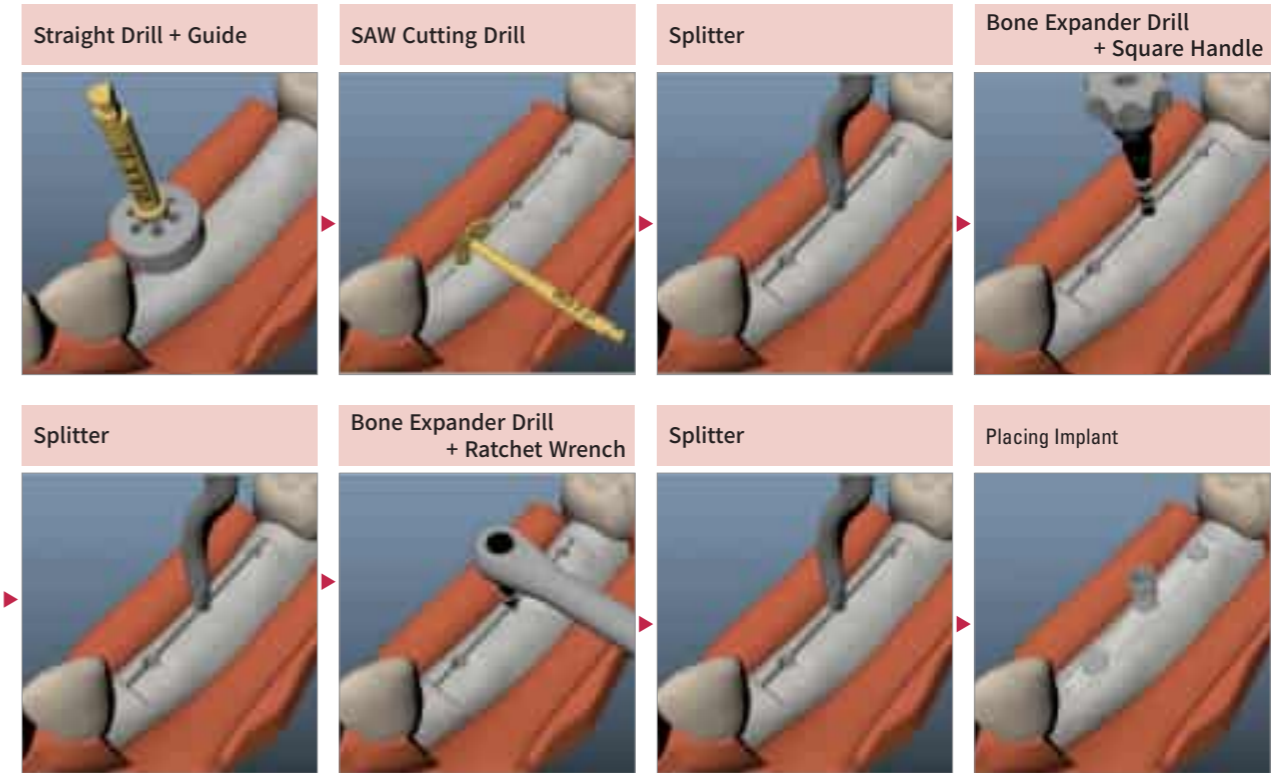 Straight Drill + Guide
SAW Cutting Drill
Splitter
Bone Expander Drill
+ Square Handle
Splitter
Bone Expander Drill
+ Ratchet Wrench
Splitter
Placing Implant